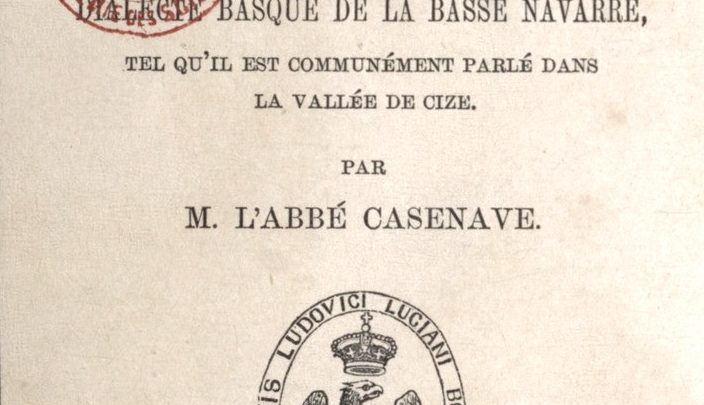 DIALECTE BASQUE DE LA BASSE NAVARRE,
TEL QU'IL EST COMMUNÉMENT PARLÉ DANS
LA VALLÉE DE CIZE.
PAR
M. L'ABBÉ CASENAVE.
LUDOVICI LUCIANI